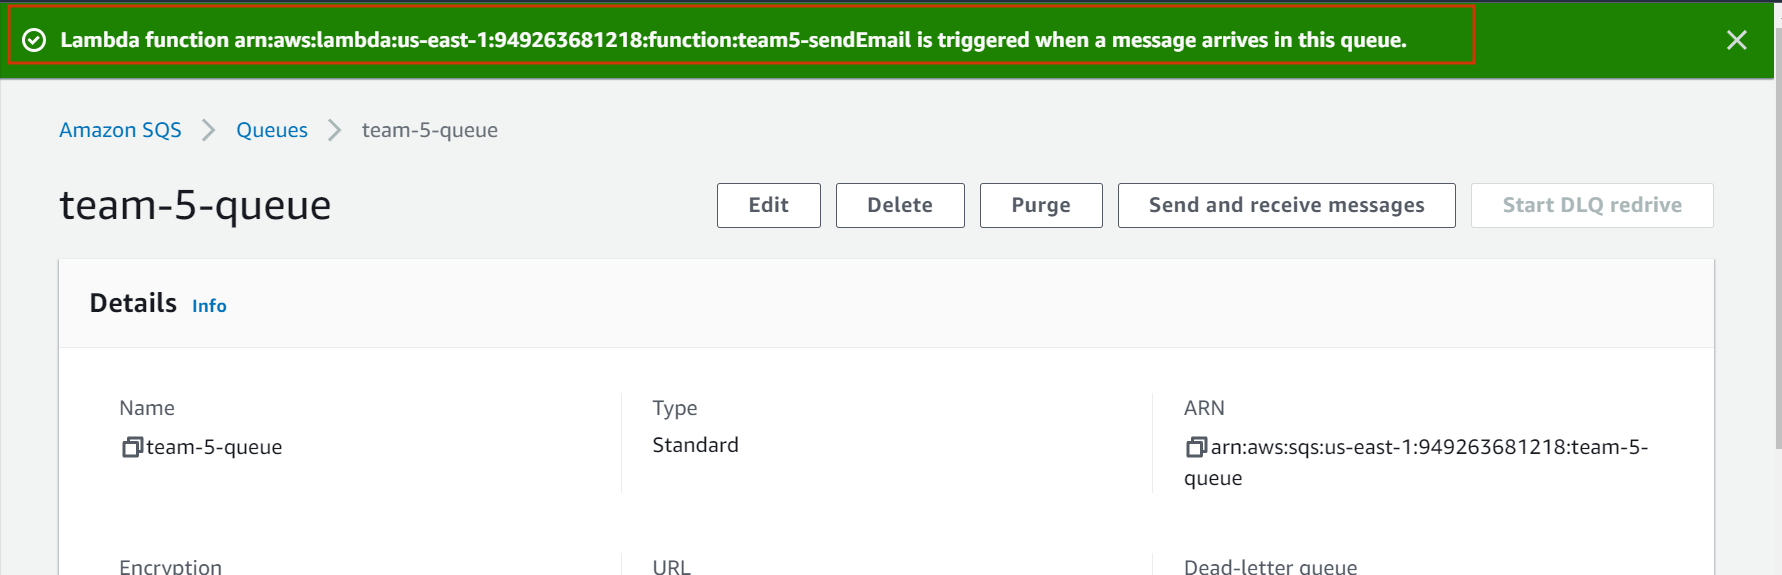 Lambda function arn:aws:lambda:us-east-1:949263681218:function:team5-sendEmail is triggered when a message arrives in this queue.
Amazon SQS > Queues > team-5-queue
team-5-queue
Edit
Delete
Purge
Send and receive messages
Start DLQ redrive
Details Info
Name
team-5-queue
Type
Standard
ARN
arn:aws:sqs:us-east-1:949263681218:team-5-
queue
Encryption
URL
Dead-letter queue